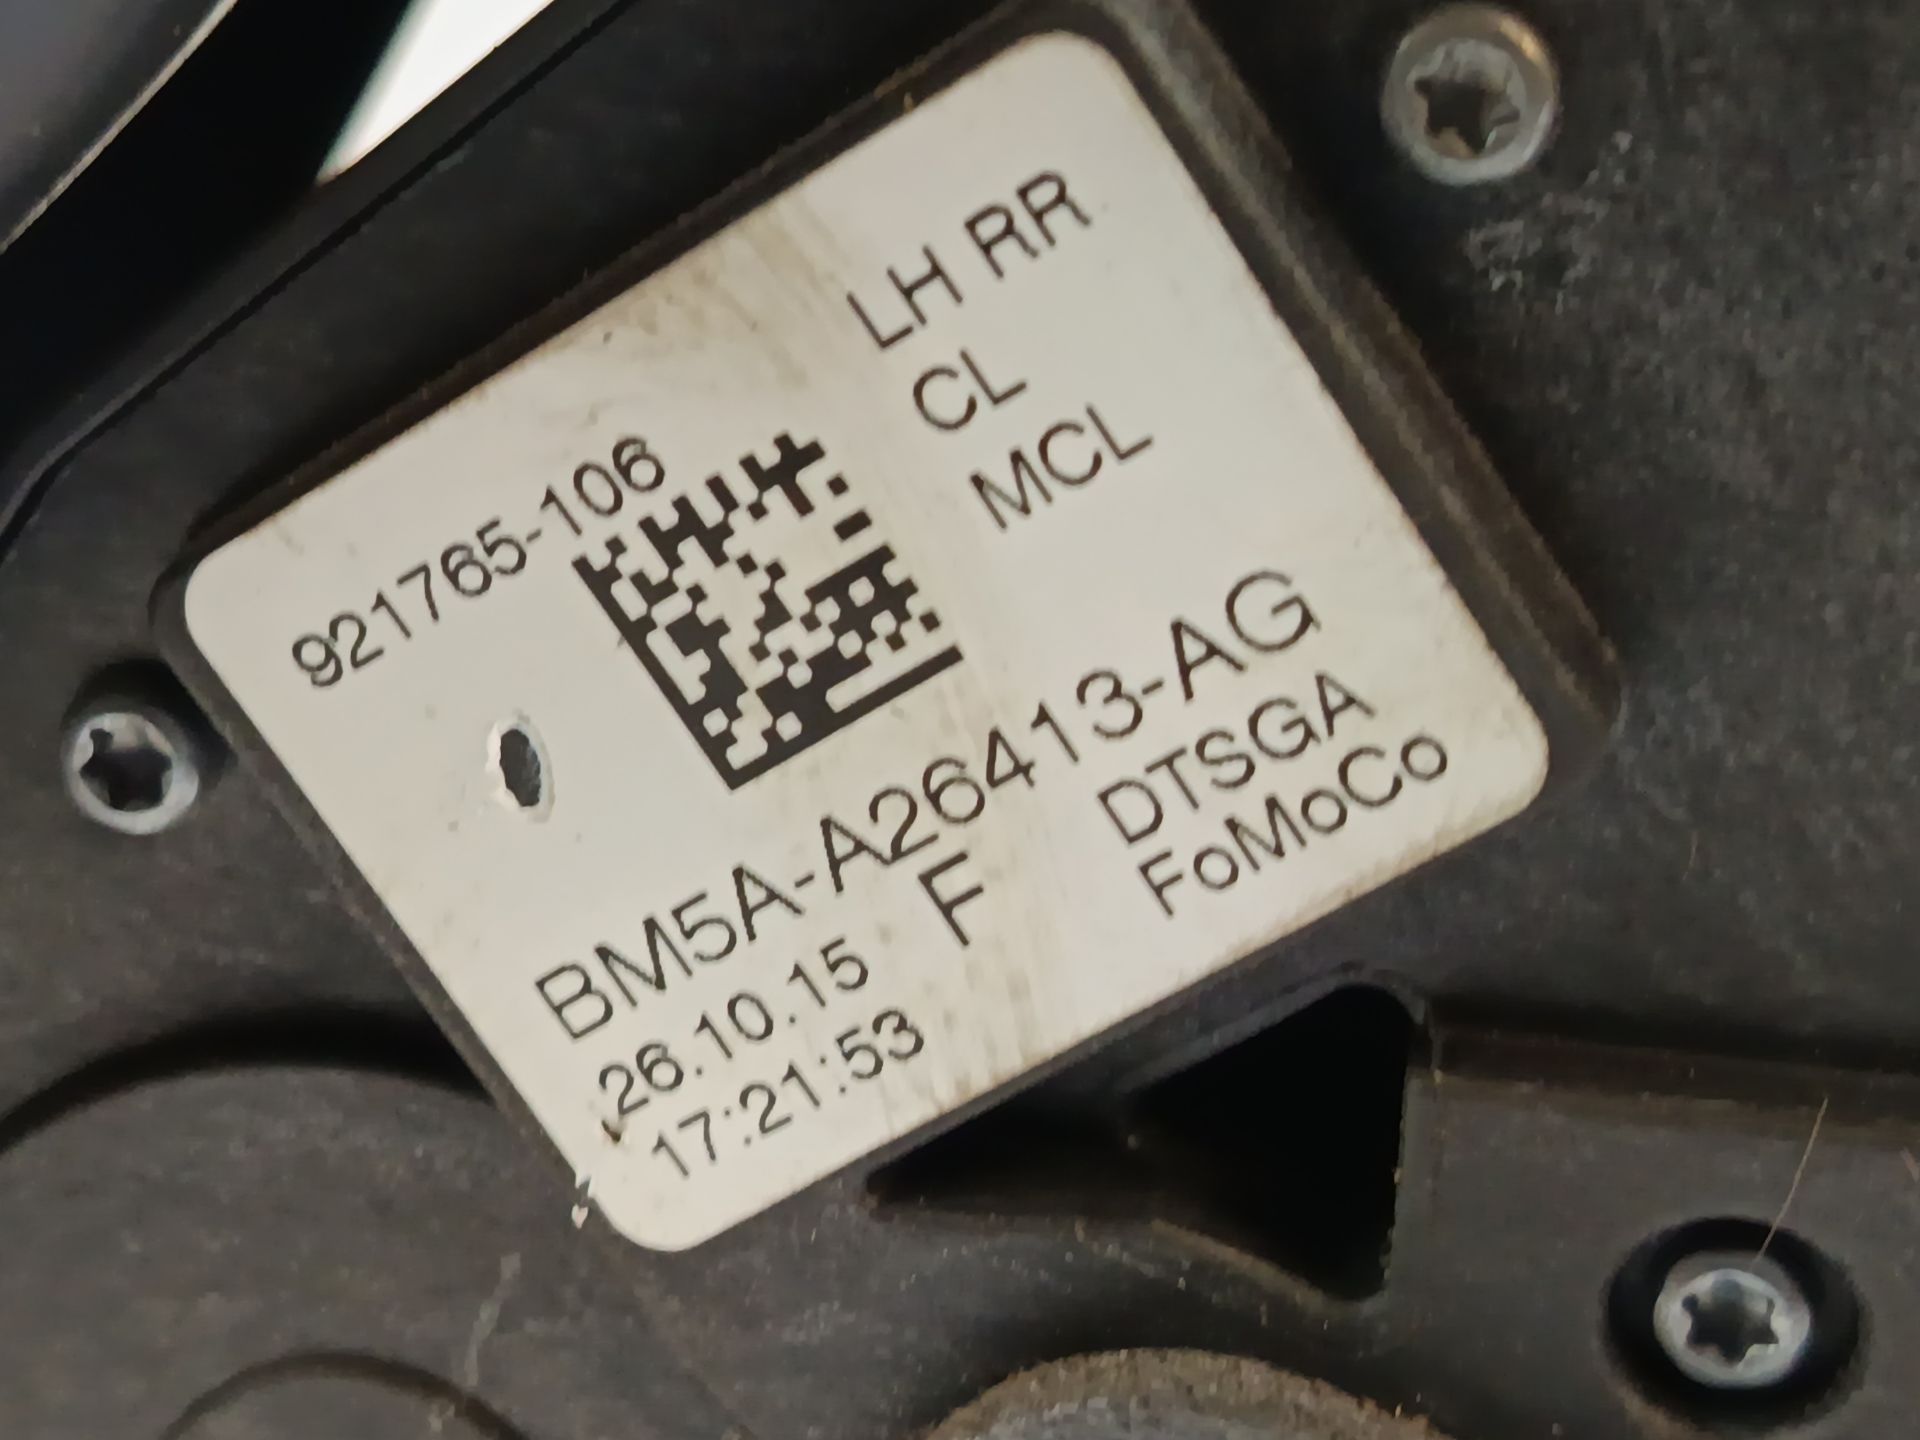 LH RR
CL
MCL
921765-106
BM5A-A26413-AG
F
DTSGA
FoMoCo
26.10.15
17:21:53